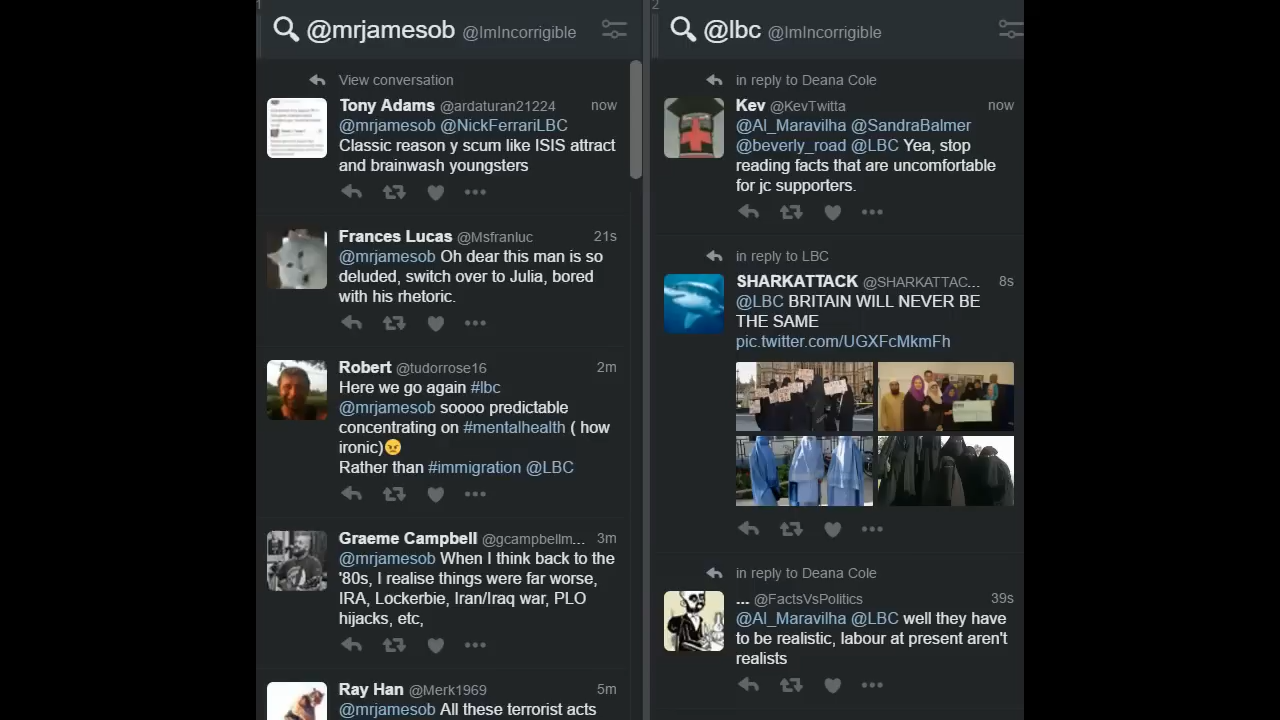 1
@mrjamesob @ImIncorrigible
View conversation
Tony Adams @ardaturan21224 now
@mrjamesob @NickFerrariLBC
Classic reason scum like ISIS attract
and brainwash youngsters
Frances Lucas @Msfranluc 21s
@mrjamesob Oh dear this man is so
deluded, switch over to Julia, bored
with his rhetoric.
Robert @tudorrose16 2m
Here we go again #lbc
@mrjamesob soooo predictable
concentrating on #mentalhealth ( how
ironic)😠
Rather than #immigration @LBC
Graeme Campbell @gcampbellm... 3m
@mrjamesob When I think back to the
'80s, I realise things were far worse,
IRA, Lockerbie, Iran/Iraq war, PLO
hijacks, etc,
Ray Han @Merk1969 5m
@mrjamesob All these terrorist acts
2
@lbc @ImIncorrigible
in reply to Deana Cole
Kev @KevTwitta now
@Al_Maravilha @SandraBalmer
@beverly_road @LBC Yea, stop
reading facts that are uncomfortable
for jc supporters.
in reply to LBC
SHARKATTACK @SHARKATTAC... 8s
@LBC BRITAIN WILL NEVER BE
THE SAME
pic.twitter.com/UGXFcMkmFh
in reply to Deana Cole
... @FactsVsPolitics 39s
@Al_Maravilha @LBC well they have
to be realistic, labour at present aren't
realists